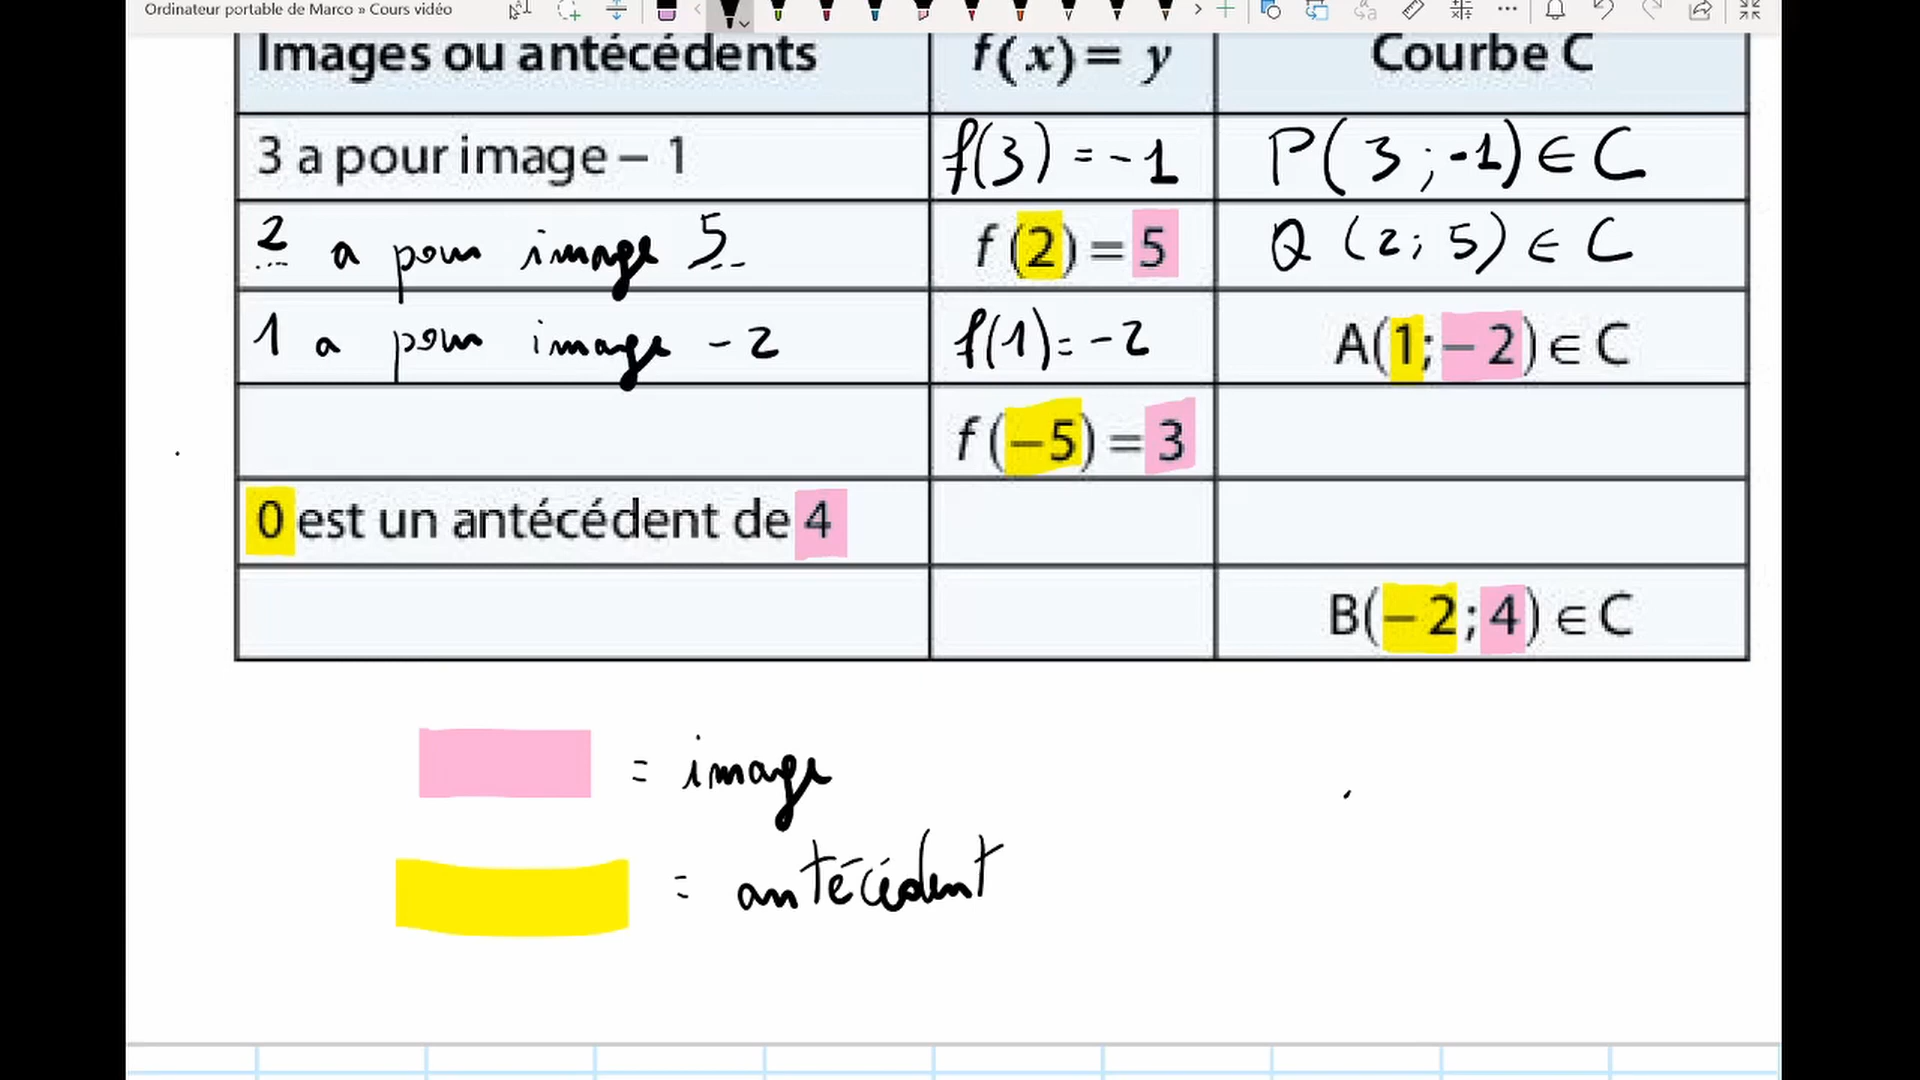 Ordinateur portable de Marco » Cours vidéo
Images ou antécédents f(x) = y Courbe C
3 a pour image – 1 f(3) = -1 P(3 ; -1) ∈ C
2 a pour image 5 f(2) = 5 Q (2 ; 5) ∈ C
1 a pour image -2 f(1) = -2 A(1 ; – 2) ∈ C
f(– 5) = 3
0 est un antécédent de 4
B(– 2 ; 4) ∈ C
= image
= antécédent